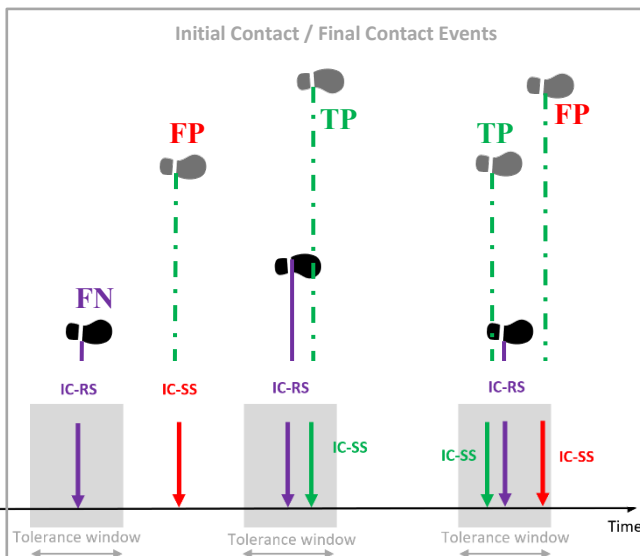 Initial Contact / Final Contact Events
FP
TP
TP
FP
FN
IC-RS
IC-SS
IC-RS
IC-RS
IC-SS
IC-SS
IC-SS
Time
Tolerance window
Tolerance window
Tolerance window